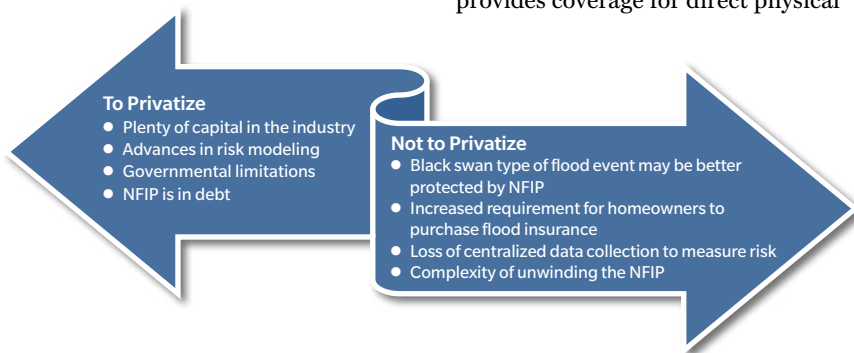 provides coverage for direct physical
To Privatize
● Plenty of capital in the industry
● Advances in risk modeling
● Governmental limitations
● NFIP is in debt
Not to Privatize
● Black swan type of flood event may be better
protected by NFIP
● Increased requirement for homeowners to
purchase flood insurance
● Loss of centralized data collection to measure risk
● Complexity of unwinding the NFIP